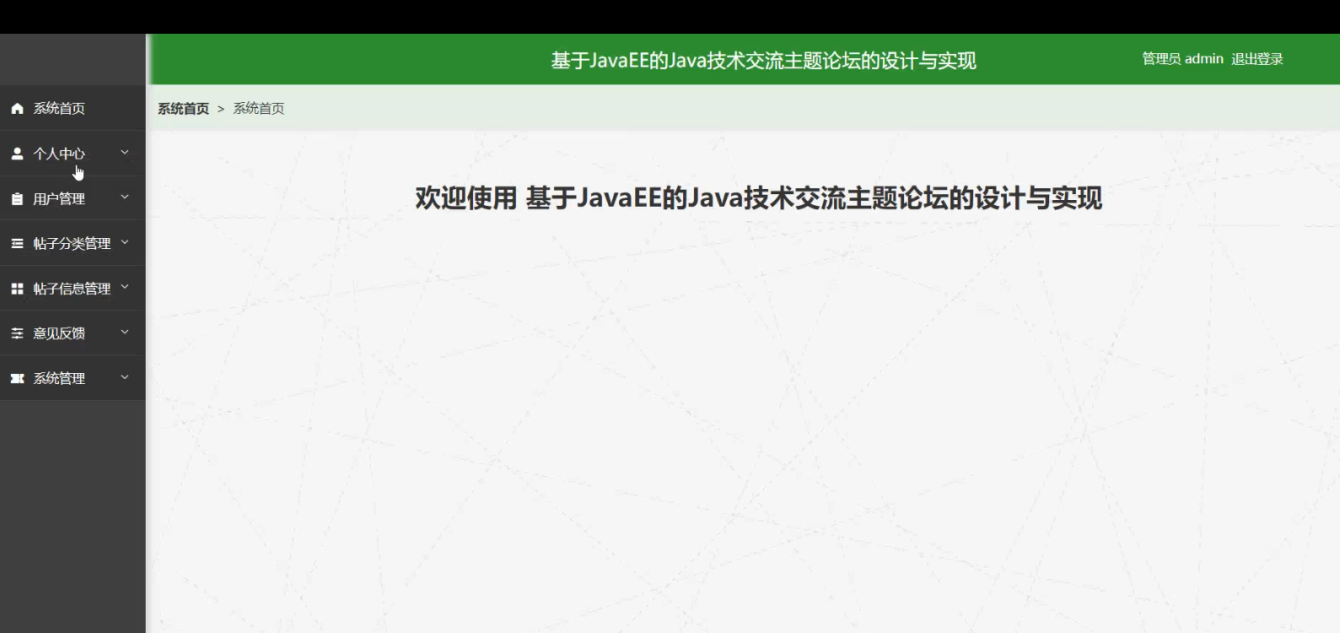 基于JavaEE的Java技术交流主题论坛的设计与实现
管理员 admin 退出登录
系统首页
系统首页 > 系统首页
个人中心
用户管理
帖子分类管理
帖子信息管理
意见反馈
系统管理
欢迎使用 基于JavaEE的Java技术交流主题论坛的设计与实现